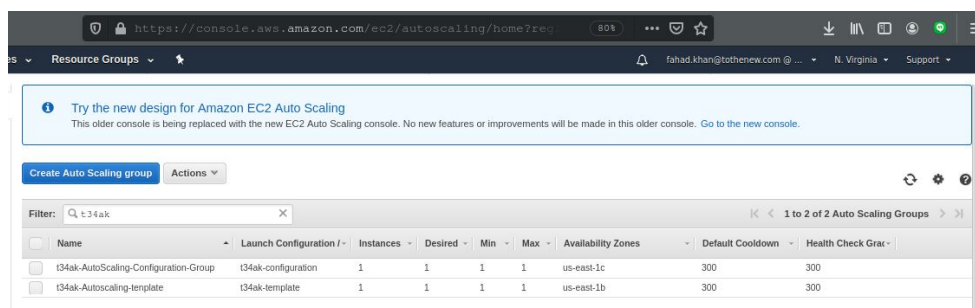 https://console.aws.amazon.com/ec2/autoscaling/home?reg 80%
es Resource Groups fahad.khan@tothenew.com @ ... N. Virginia Support
Try the new design for Amazon EC2 Auto Scaling
This older console is being replaced with the new EC2 Auto Scaling console. No new features or improvements will be made in this older console. Go to the new console.
Create Auto Scaling group Actions
Filter: t34ak 1 to 2 of 2 Auto Scaling Groups
Name Launch Configuration / Instances Desired Min Max Availability Zones Default Cooldown Health Check Grac
t34ak-AutoScaling-Configuration-Group t34ak-configuration 1 1 1 1 us-east-1c 300 300
t34ak-Autoscaling-tenplate t34ak-template 1 1 1 1 us-east-1b 300 300